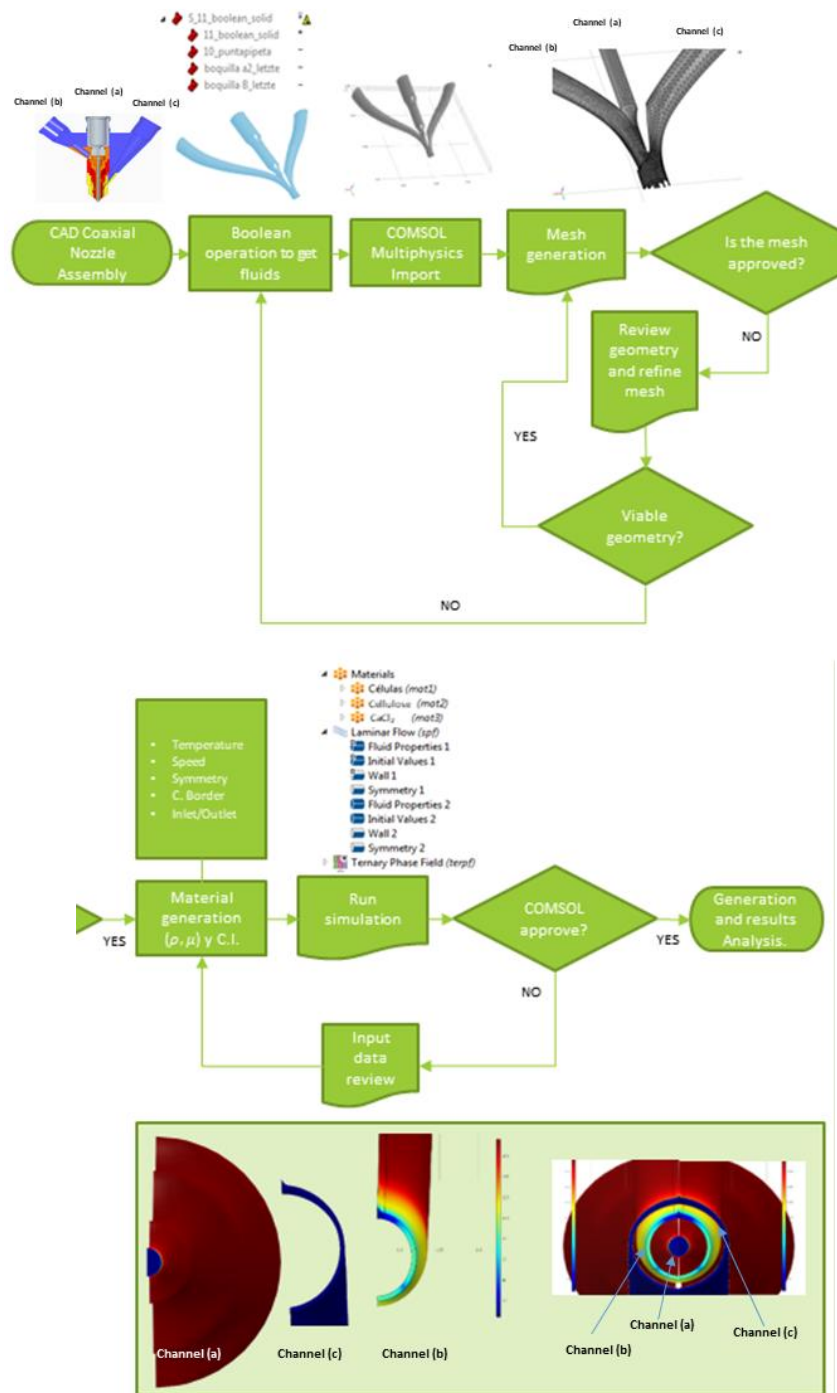 5_11_boolean_solid
11_boolean_solid
10_puntapipeta
boquilla a2_letzte
boquilla B_letzte
Channel (a)
Channel (b)
Channel (c)
Channel (a)
Channel (b)
Channel (c)
CAD Coaxial
Nozzle
Assembly
Boolean
operation to get
fluids
COMSOL
Multiphysics
Import
Mesh
generation
Is the mesh
approved?
NO
Review
geometry
and refine
mesh
YES
Viable
geometry?
NO
Temperature
Speed
Symmetry
C. Border
Inlet/Outlet
Materials
Células (mat1)
Cellulose (mat2)
CaCl₂ (mat3)
Laminar Flow (spf)
Fluid Properties 1
Initial Values 1
Wall 1
Symmetry 1
Fluid Properties 2
Initial Values 2
Wall 2
Symmetry 2
Ternary Phase Field (terpf)
YES
Material
generation
(ρ, μ) y C.I.
Run
simulation
COMSOL
approve?
YES
Generation
and results
Analysis.
NO
Input
data
review
Channel (a)
Channel (c)
Channel (b)
Channel (a)
Channel (b)
Channel (c)